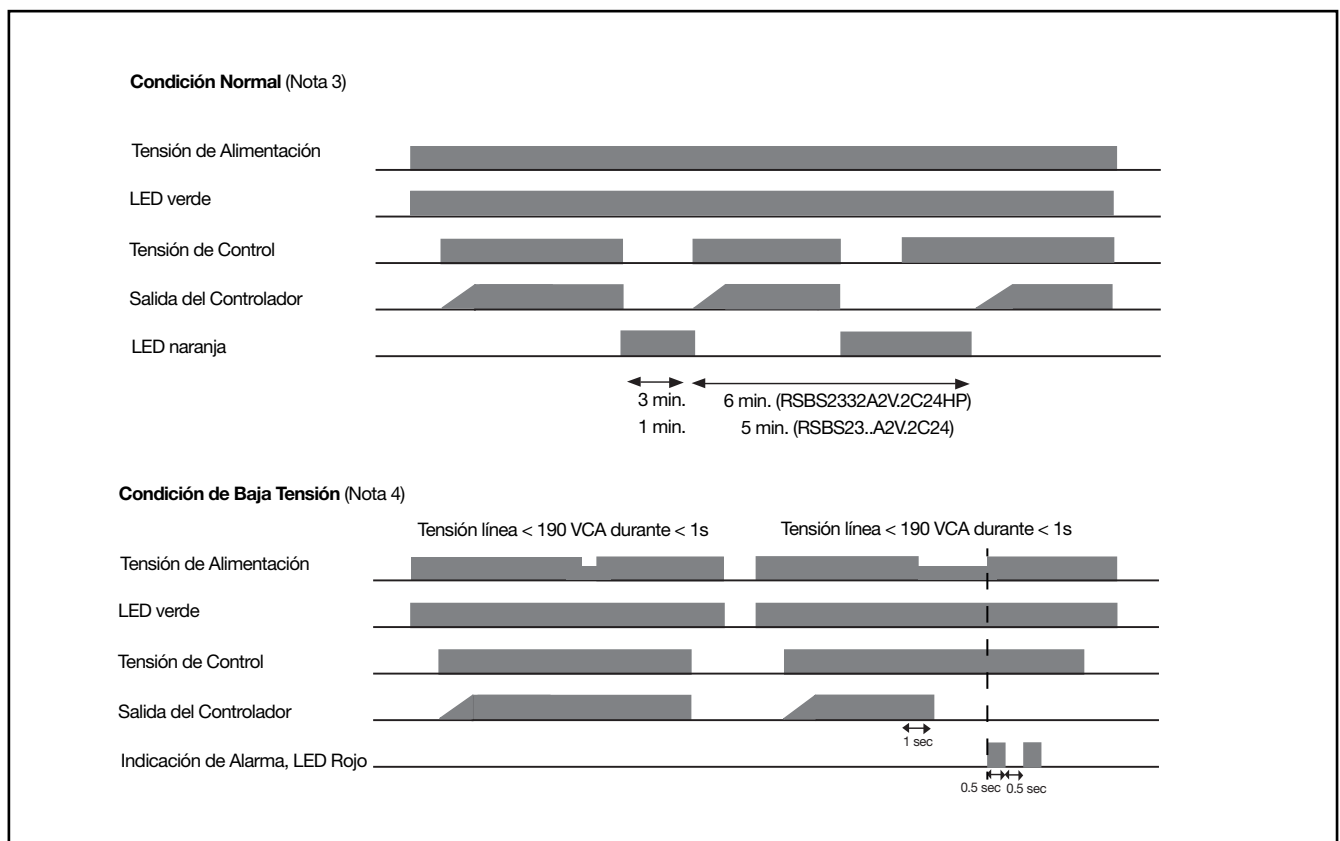 Condición Normal (Nota 3)
Tensión de Alimentación
LED verde
Tensión de Control
Salida del Controlador
LED naranja
3 min. 6 min. (RSBS2332A2V.2C24HP)
1 min. 5 min. (RSBS23..A2V.2C24)
Condición de Baja Tensión (Nota 4)
Tensión línea < 190 VCA durante < 1s Tensión línea < 190 VCA durante < 1s
Tensión de Alimentación
LED verde
Tensión de Control
Salida del Controlador
1 sec
Indicación de Alarma, LED Rojo
0.5 sec 0.5 sec